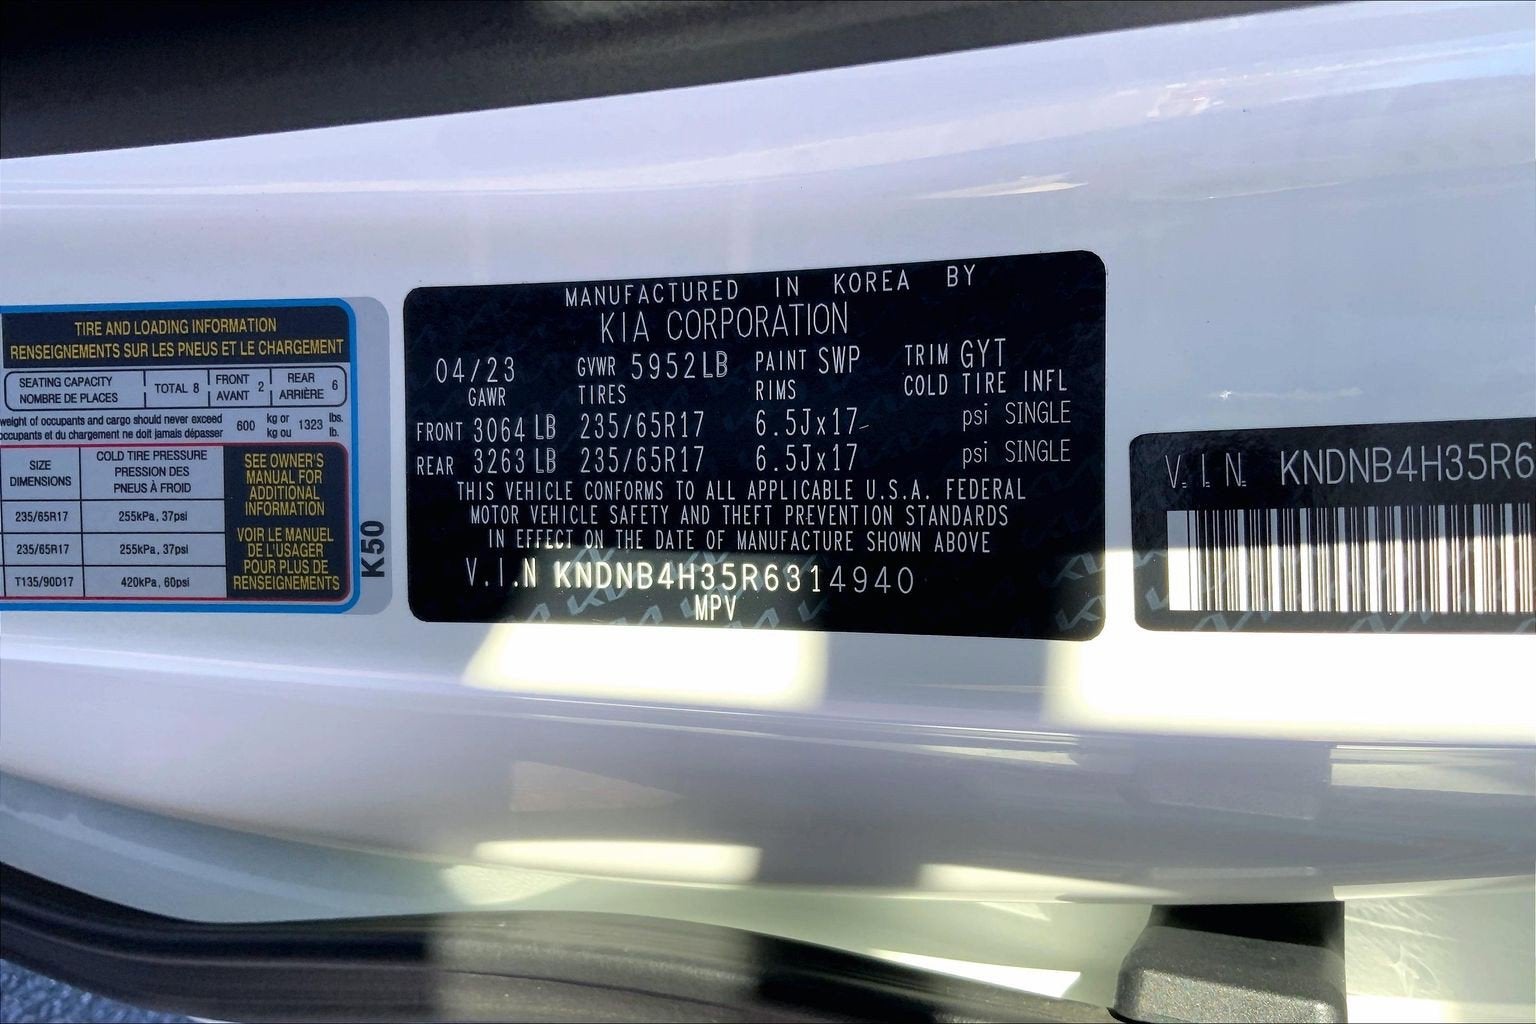 TIRE AND LOADING INFORMATION
RENSEIGNEMENTS SUR LES PNEUS ET LE CHARGEMENT
SEATING CAPACITY
NOMBRE DE PLACES
TOTAL 8
FRONT
AVANT 2
REAR
ARRIÈRE 6
weight of occupants and cargo should never exceed
occupants et du chargement ne doit jamais dépasser
600 kg or
kg ou 1323 lbs.
lb.
SIZE
DIMENSIONS
COLD TIRE PRESSURE
PRESSION DES
PNEUS À FROID
235/65R17 255kPa, 37psi
235/65R17 255kPa, 37psi
T135/90D17 420kPa, 60psi
SEE OWNER'S
MANUAL FOR
ADDITIONAL
INFORMATION
VOIR LE MANUEL
DE L'USAGER
POUR PLUS DE
RENSEIGNEMENTS
K50
MANUFACTURED IN KOREA BY
KIA CORPORATION
04/23 GVWR 5952LB PAINT SWP TRIM GYT
GAWR TIRES RIMS COLD TIRE INFL
FRONT 3064 LB 235/65R17 6.5Jx17 psi SINGLE
REAR 3263 LB 235/65R17 6.5Jx17 psi SINGLE
THIS VEHICLE CONFORMS TO ALL APPLICABLE U.S.A. FEDERAL
MOTOR VEHICLE SAFETY AND THEFT PREVENTION STANDARDS
IN EFFECT ON THE DATE OF MANUFACTURE SHOWN ABOVE
V.I.N KNDNB4H35R6314940
MPV
V.I.N. KNDNB4H35R6